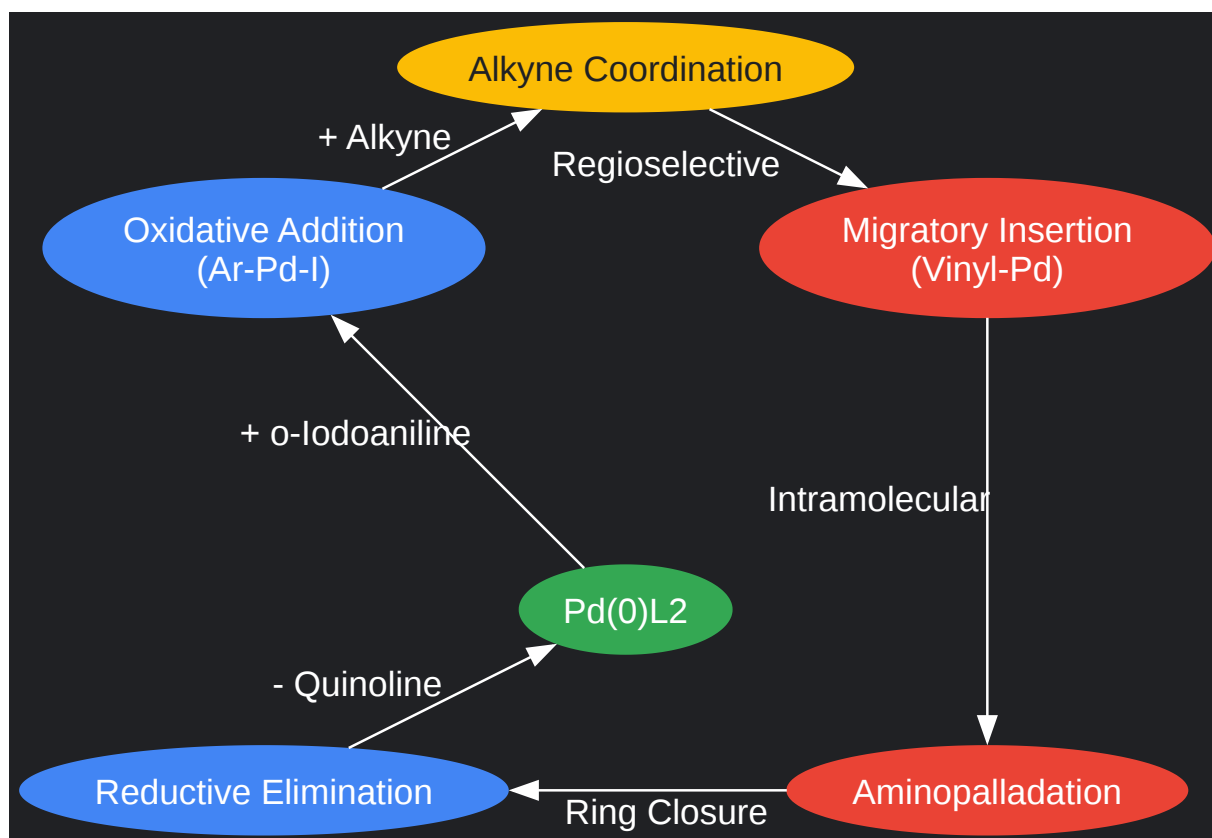 Alkyne Coordination
+ Alkyne
Regioselective
Oxidative Addition
(Ar-Pd-I)
Migratory Insertion
(Vinyl-Pd)
+ o-Iodoaniline
Intramolecular
Pd(0)L2
- Quinoline
Reductive Elimination
Ring Closure
Aminopalladation